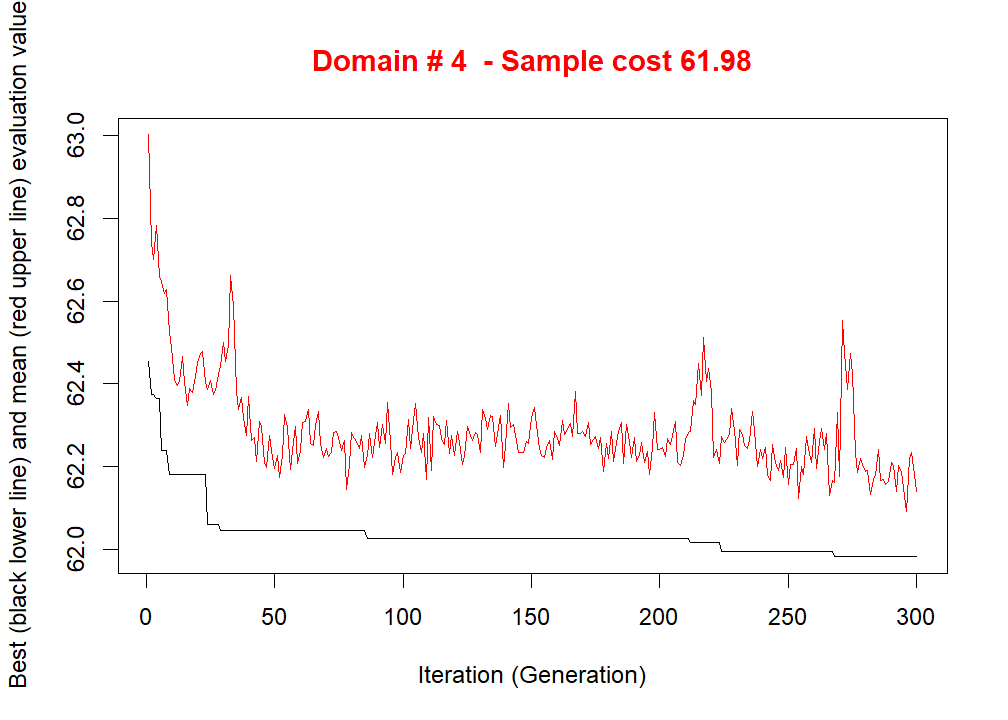 Domain # 4  - Sample cost 61.98
Best (black lower line) and mean (red upper line) evaluation value
63.0
62.8
62.6
62.4
62.2
62.0
0 50 100 150 200 250 300
Iteration (Generation)